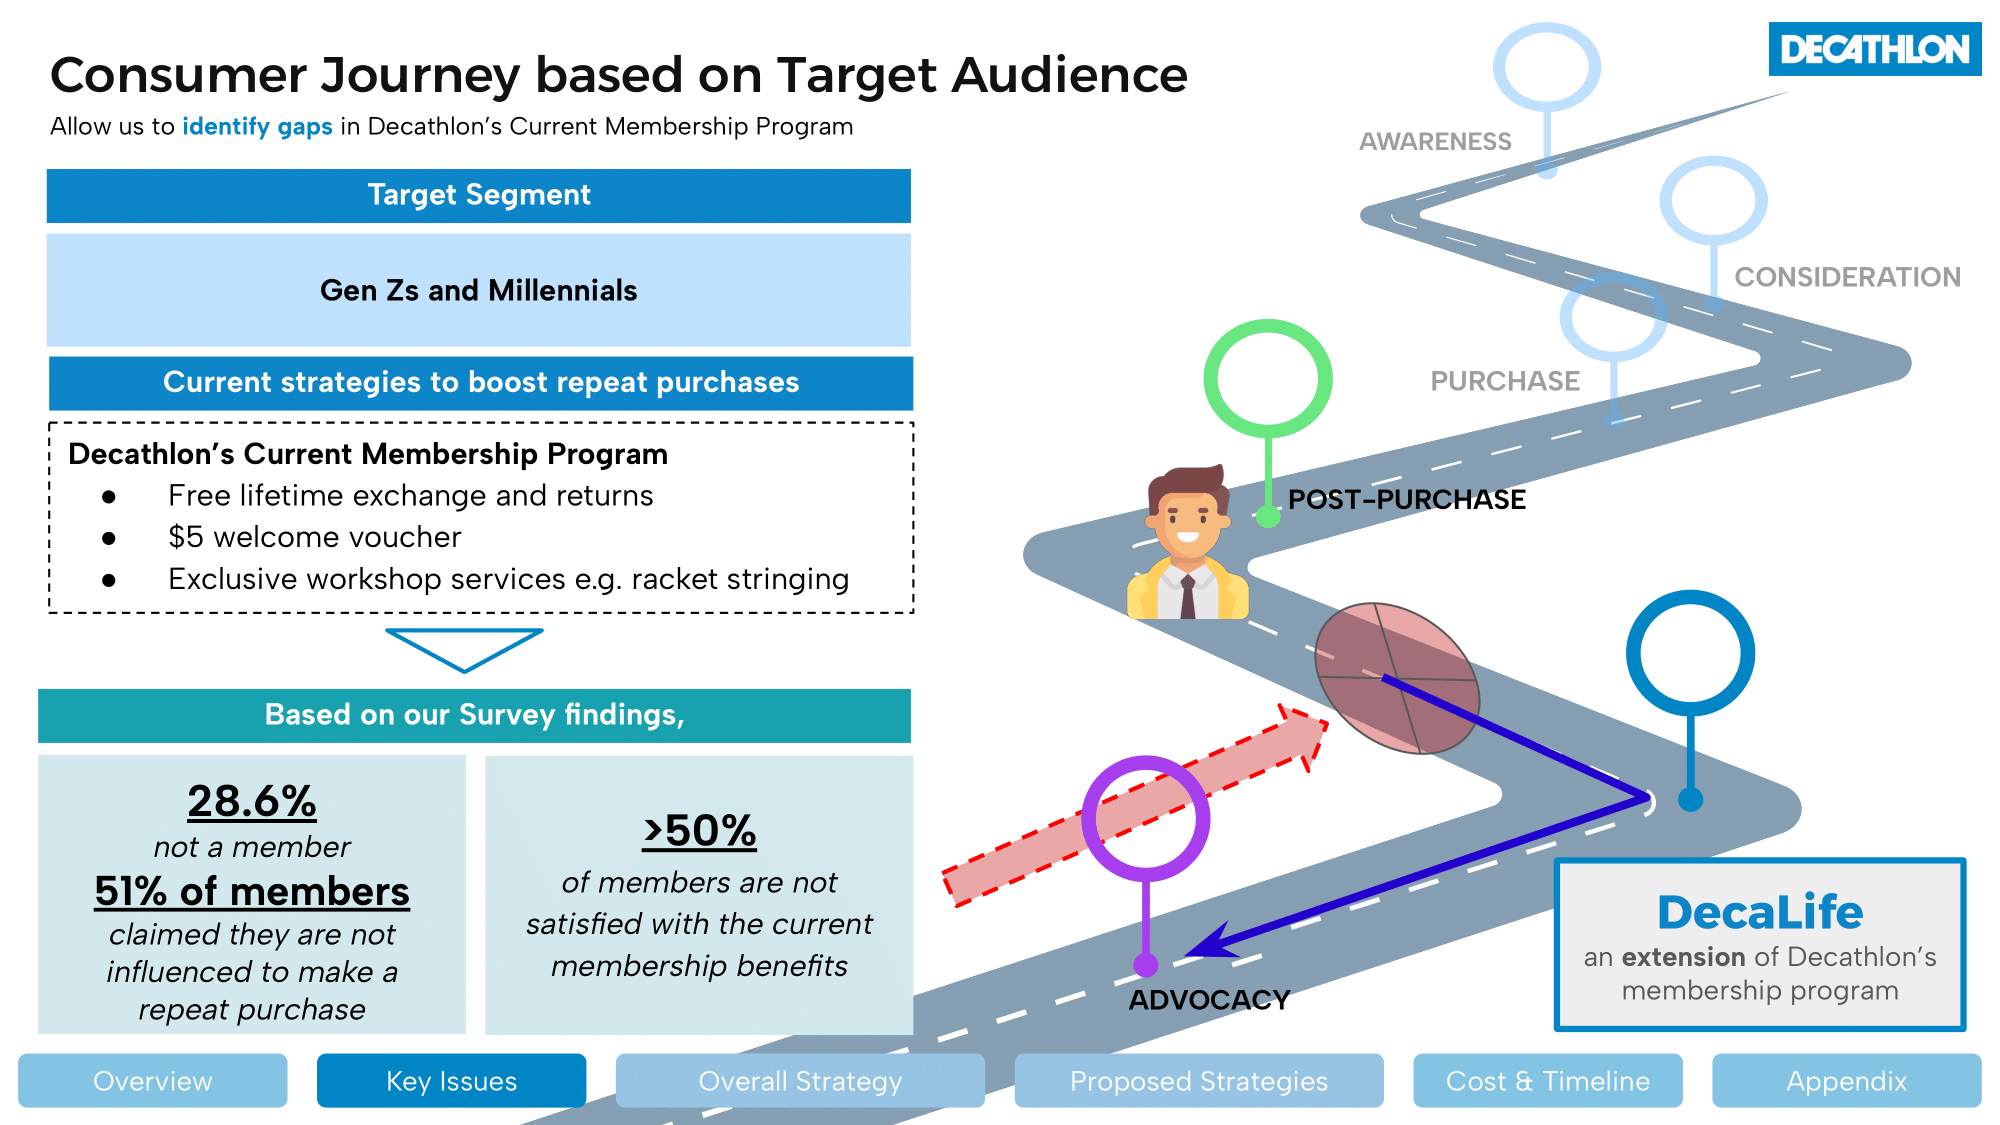 Consumer Journey based on Target Audience
Allow us to identify gaps in Decathlon's Current Membership Program
DECATHLON
Target Segment
Gen Zs and Millennials
Current strategies to boost repeat purchases
Decathlon's Current Membership Program
● Free lifetime exchange and returns
● $5 welcome voucher
● Exclusive workshop services e.g. racket stringing
Based on our Survey findings,
28.6%
not a member
51% of members
claimed they are not
influenced to make a
repeat purchase
>50%
of members are not
satisfied with the current
membership benefits
AWARENESS
CONSIDERATION
PURCHASE
POST-PURCHASE
ADVOCACY
DecaLife
an extension of Decathlon's
membership program
Overview
Key Issues
Overall Strategy
Proposed Strategies
Cost & Timeline
Appendix